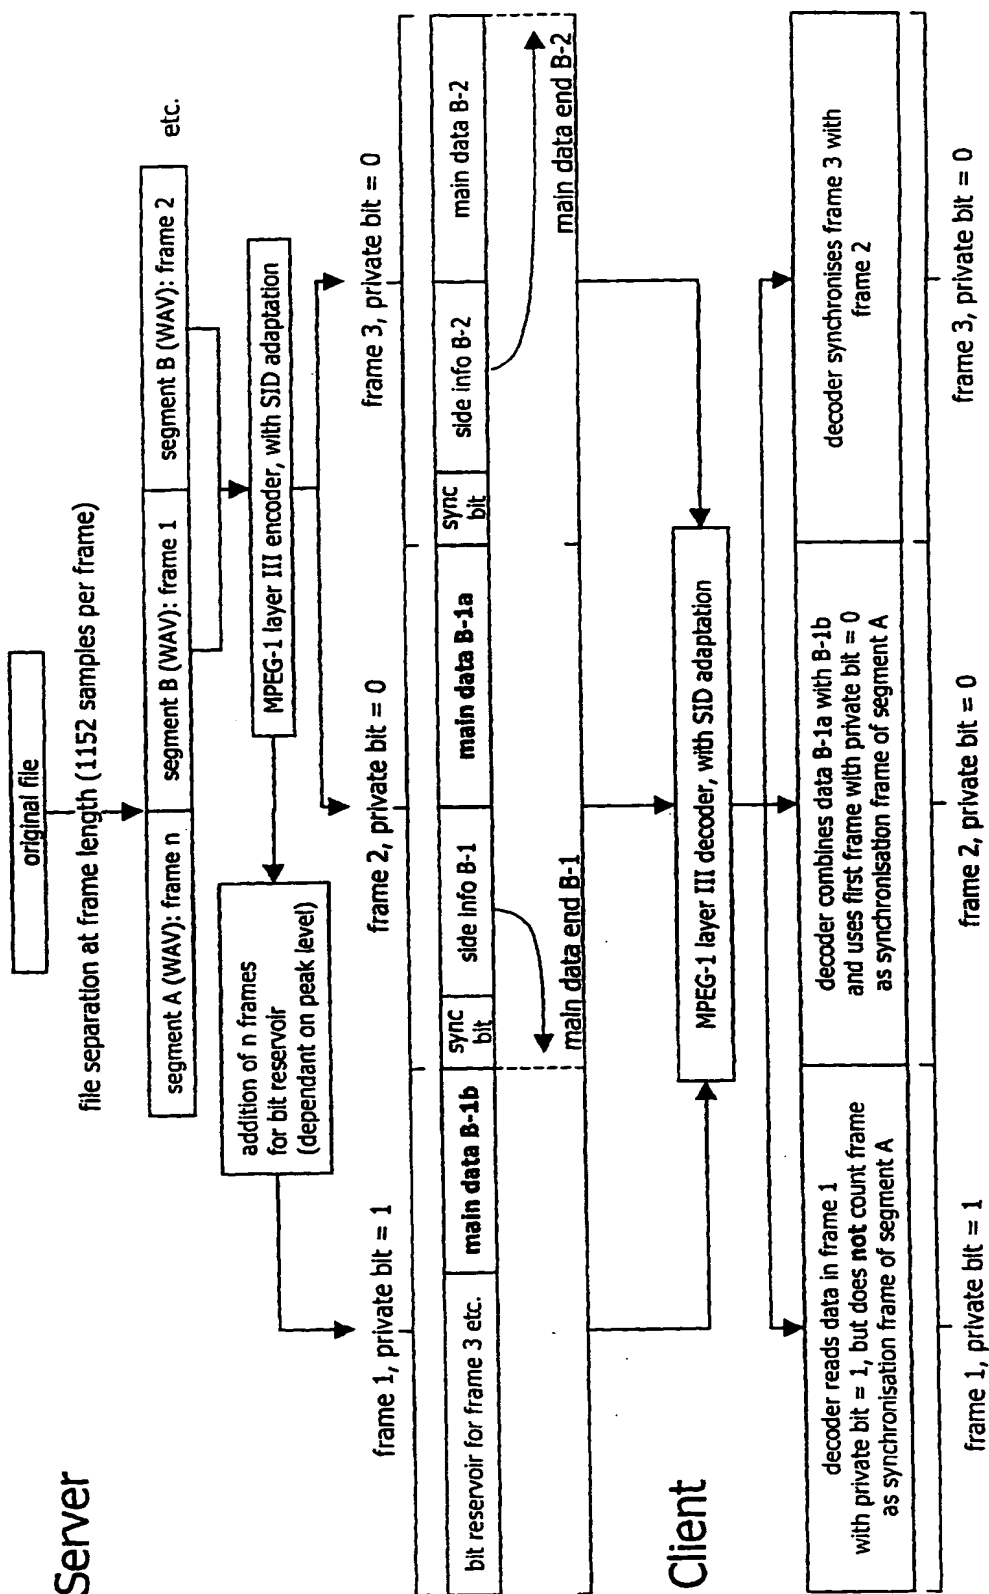 Server
original file
file separation at frame length (1152 samples per frame)
segment A (WAV): frame n
segment B (WAV): frame 1
segment B (WAV): frame 2
etc.
addition of n frames
for bit reservoir
(dependant on peak level)
MPEG-1 layer III encoder, with SID adaptation
frame 1, private bit = 1
frame 2, private bit = 0
frame 3, private bit = 0
bit reservoir for frame 3 etc.
main data B-1b
sync
bit
side info B-1
main data B-1a
sync
bit
side info B-2
main data B-2
main data end B-1
main data end B-2
Client
MPEG-1 layer III decoder, with SID adaptation
decoder reads data in frame 1
with private bit = 1, but does not count frame
as synchronisation frame of segment A
decoder combines data B-1a with B-1b
and uses first frame with private bit = 0
as synchronisation frame of segment A
decoder synchronises frame 3 with
frame 2
frame 1, private bit = 1
frame 2, private bit = 0
frame 3, private bit = 0